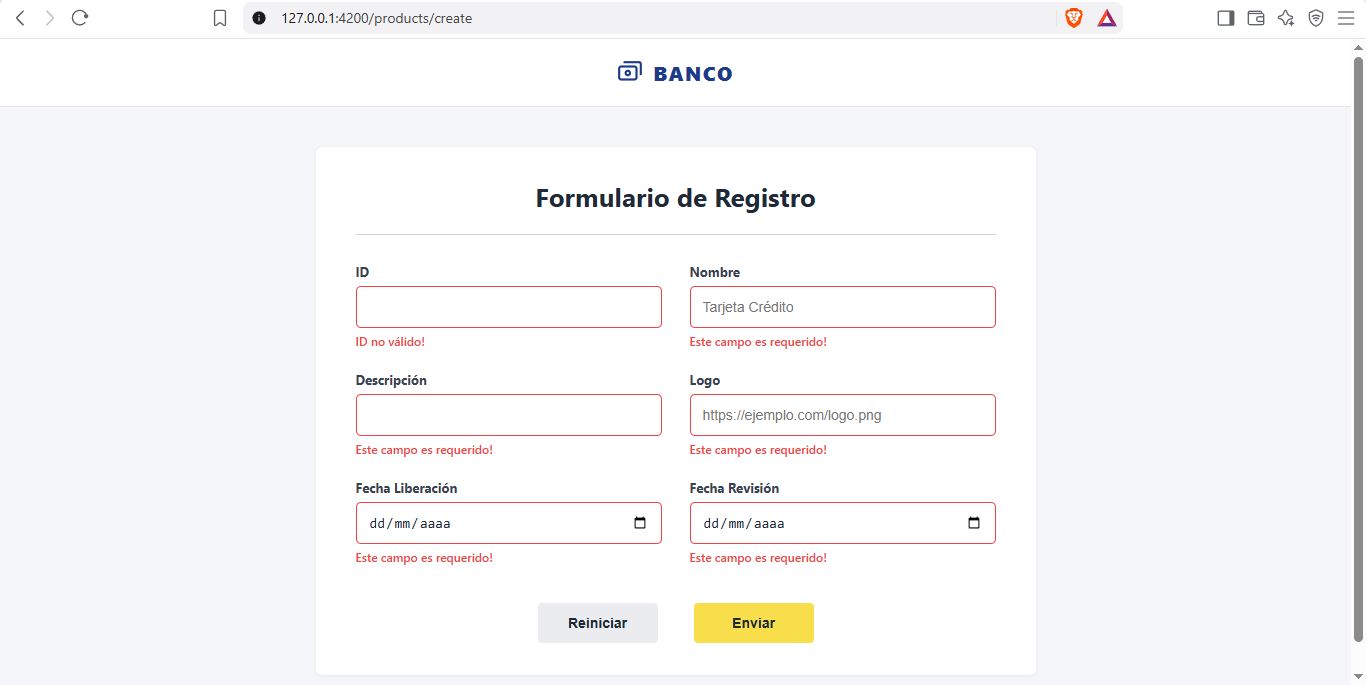 127.0.0.1:4200/products/create
BANCO
Formulario de Registro
ID
Nombre
Tarjeta Crédito
ID no válido!
Este campo es requerido!
Descripción
Logo
https://ejemplo.com/logo.png
Este campo es requerido!
Este campo es requerido!
Fecha Liberación
Fecha Revisión
dd/mm/aaaa
dd/mm/aaaa
Este campo es requerido!
Este campo es requerido!
Reiniciar
Enviar